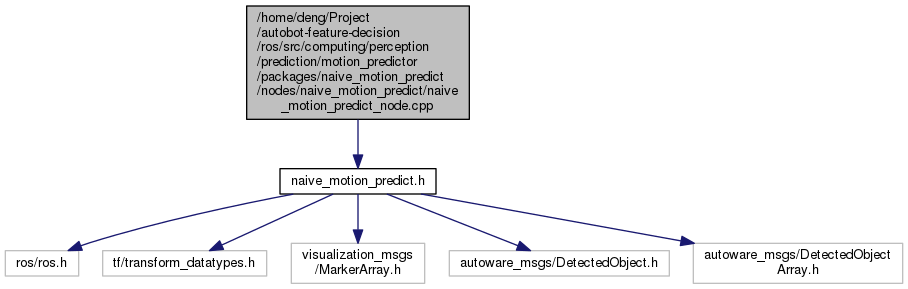 /home/deng/Project
/autobot-feature-decision
/ros/src/computing/perception
/prediction/motion_predictor
/packages/naive_motion_predict
/nodes/naive_motion_predict/naive
_motion_predict_node.cpp
naive_motion_predict.h
ros/ros.h
tf/transform_datatypes.h
visualization_msgs
/MarkerArray.h
autoware_msgs/DetectedObject.h
autoware_msgs/DetectedObject
Array.h